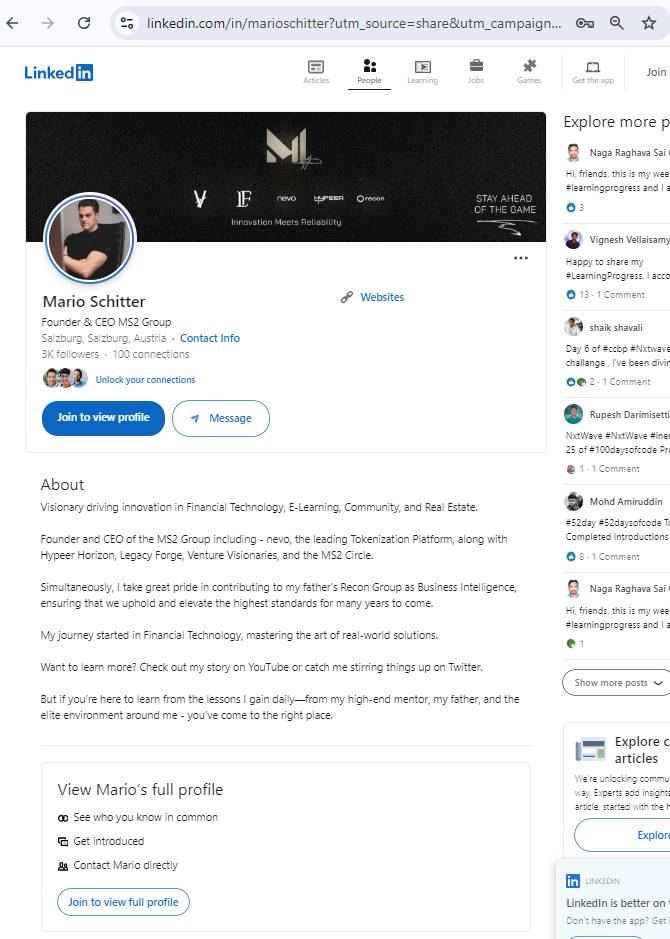 linkedin.com/in/marioschitter?utm_source=share&utm_campaign...
Linked in
Articles
People
Learning
Jobs
Games
Get the app
Join
M
V
nevo
HYPEER
recon
Innovation Meets Reliability
STAY AHEAD
OF THE GAME
Mario Schitter
Founder & CEO MS2 Group
Salzburg, Salzburg, Austria · Contact Info
3K followers · 100 connections
Unlock your connections
Websites
Join to view profile
Message
About
Visionary driving innovation in Financial Technology, E-Learning, Community, and Real Estate.
Founder and CEO of the MS2 Group including - nevo, the leading Tokenization Platform, along with
Hypeer Horizon, Legacy Forge, Venture Visionaries, and the MS2 Circle.
Simultaneously, I take great pride in contributing to my father's Recon Group as Business Intelligence,
ensuring that we uphold and elevate the highest standards for many years to come.
My journey started in Financial Technology, mastering the art of real-world solutions.
Want to learn more? Check out my story on YouTube or catch me stirring things up on Twitter.
But if you're here to learn from the lessons I gain daily—from my high-end mentor, my father, and the
elite environment around me - you've come to the right place.
View Mario's full profile
See who you know in common
Get introduced
Contact Mario directly
Join to view full profile
Explore more p
Naga Raghava Sai
Hi, friends, this is my wee
#learningprogress and I a
3
Vignesh Vellaisamy
Happy to share my
#LearningProgress. I acco
13 · 1 Comment
shaik shavali
Day 6 of #ccbp #Nxtwave
challange , I've been divin
2 · 1 Comment
Rupesh Darimisetti
NxtWave #NxtWave #iner
25 of #100daysofcode Pro
1 · 1 Comment
Mohd Amiruddin
#52day #52daysofcode To
Completed Introductions
8 · 1 Comment
Naga Raghava Sai
Hi, friends, this is my wee
#learningprogress and I a
1
Show more posts
Explore c
articles
We're unlocking commu
way. Experts add insights
article, started with the h
Explore
in LINKEDIN
LinkedIn is better on t
Don't have the app? Get i